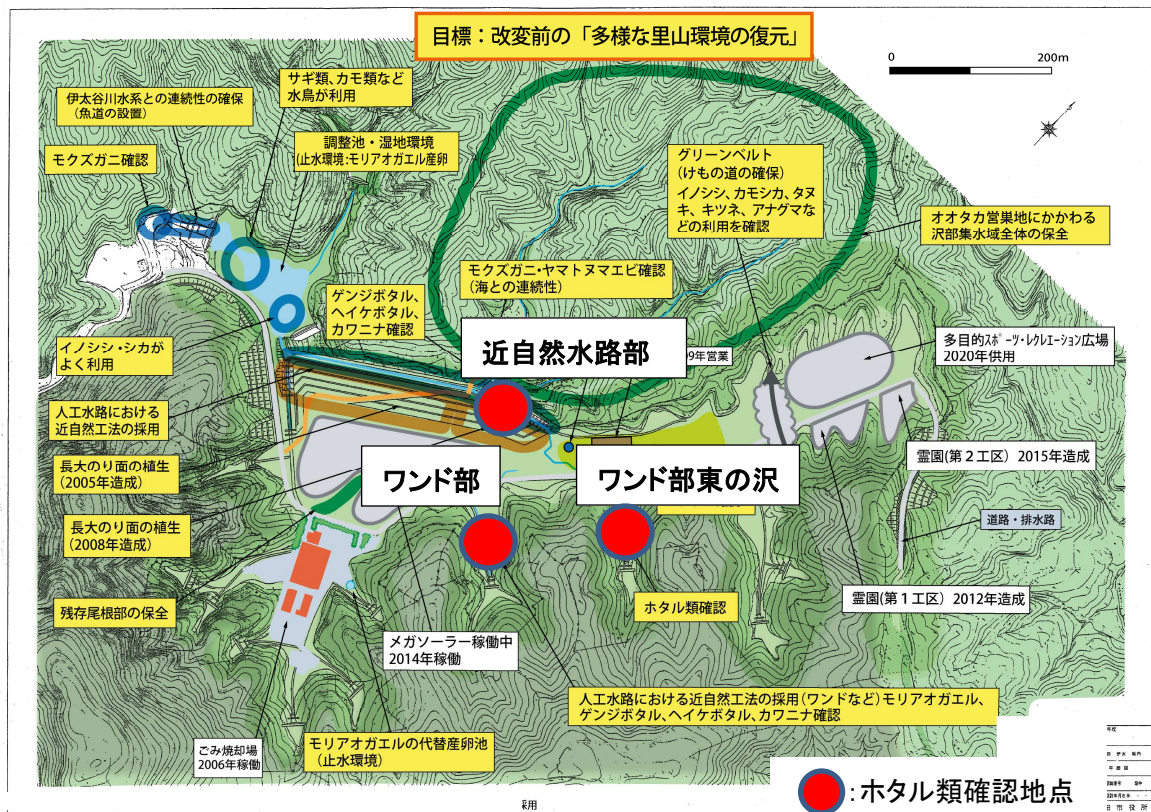 目標：改変前の「多様な里山環境の復元」
0
200m
サギ類、カモ類など
水鳥が利用
伊太谷川水系との連続性の確保
（魚道の設置）
調整池・湿地環境
(止水環境:モリアオガエル産卵
モクズガニ確認
グリーンベルト
（けもの道の確保）
イノシシ、カモシカ、タヌ
キ、キツネ、アナグマな
どの利用を確認
オオタカ営巣地にかかわる
沢部集水域全体の保全
モクズガニ・ヤマトヌマエビ確認
（海との連続性）
ゲンジボタル、
ヘイケボタル、
カワニナ確認
近自然水路部
99年営業
多目的スポーツ・レクレエーション広場
2020年供用
イノシシ・シカが
よく利用
人工水路における
近自然工法の採用
ワンド部
ワンド部東の沢
霊園(第２工区）2015年造成
長大のり面の植生
（2005年造成）
長大のり面の植生
（2008年造成）
道路・排水路
霊園(第１工区）2012年造成
残存尾根部の保全
ホタル類確認
メガソーラー稼働中
2014年稼働
人工水路における近自然工法の採用（ワンドなど）モリアオガエル、
ゲンジボタル、ヘイケボタル、カワニナ確認
ごみ焼却場
2006年稼働
モリアオガエルの代替産卵池
（止水環境）
：ホタル類確認地点
採用
年度
市役所